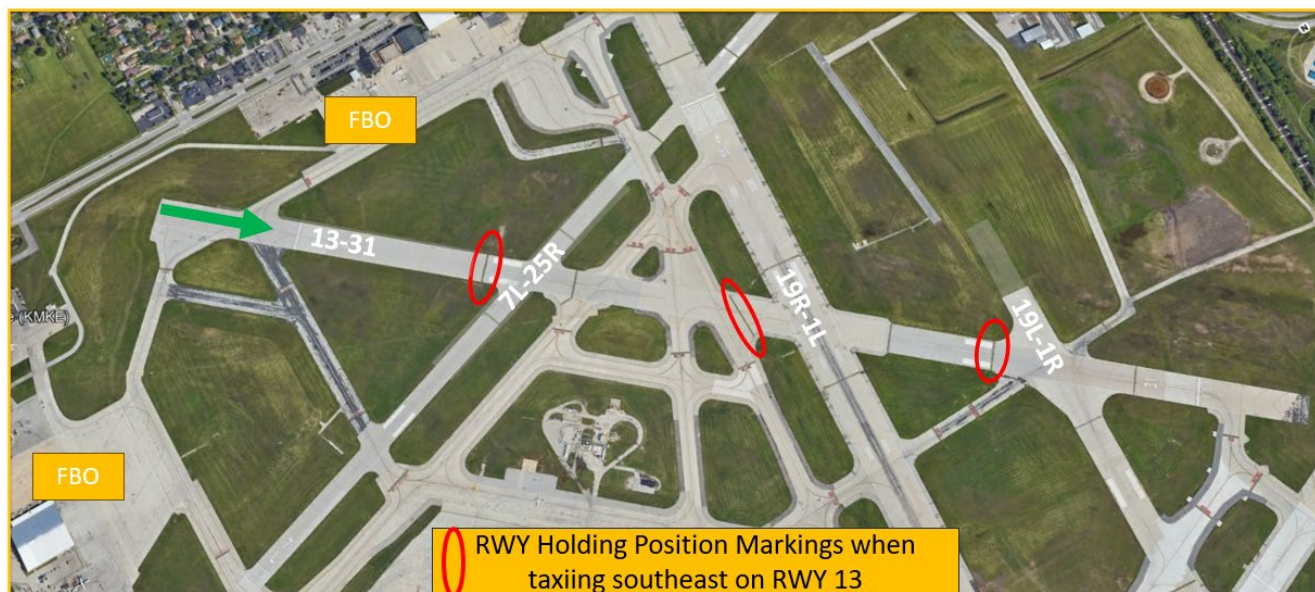 FBO
13-31
7L-25R
19R-1L
19L-1R
(KMKE)
FBO
RWY Holding Position Markings when
taxiing southeast on RWY 13